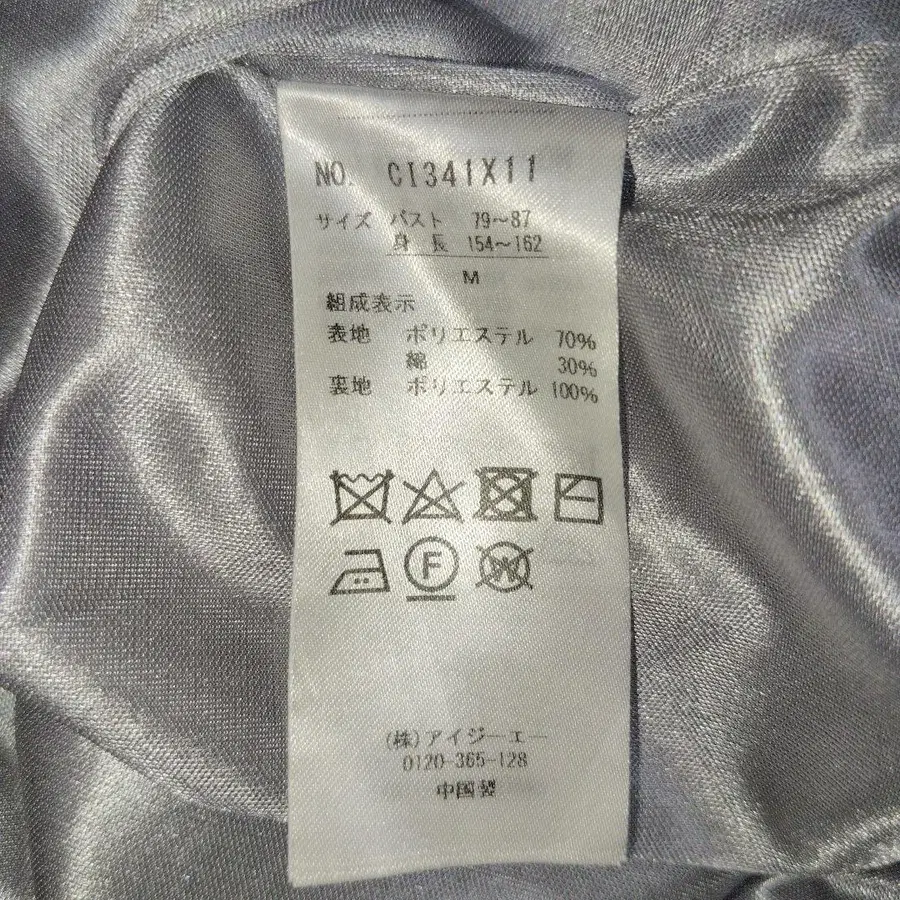 NO. CI341X11
サイズ バスト 79～87
身長 154～162
M
組成表示
表地 ポリエステル 70%
綿 30%
裏地 ポリエステル 100%
F W
(株)アイジーエー
0120-365-128
中国製